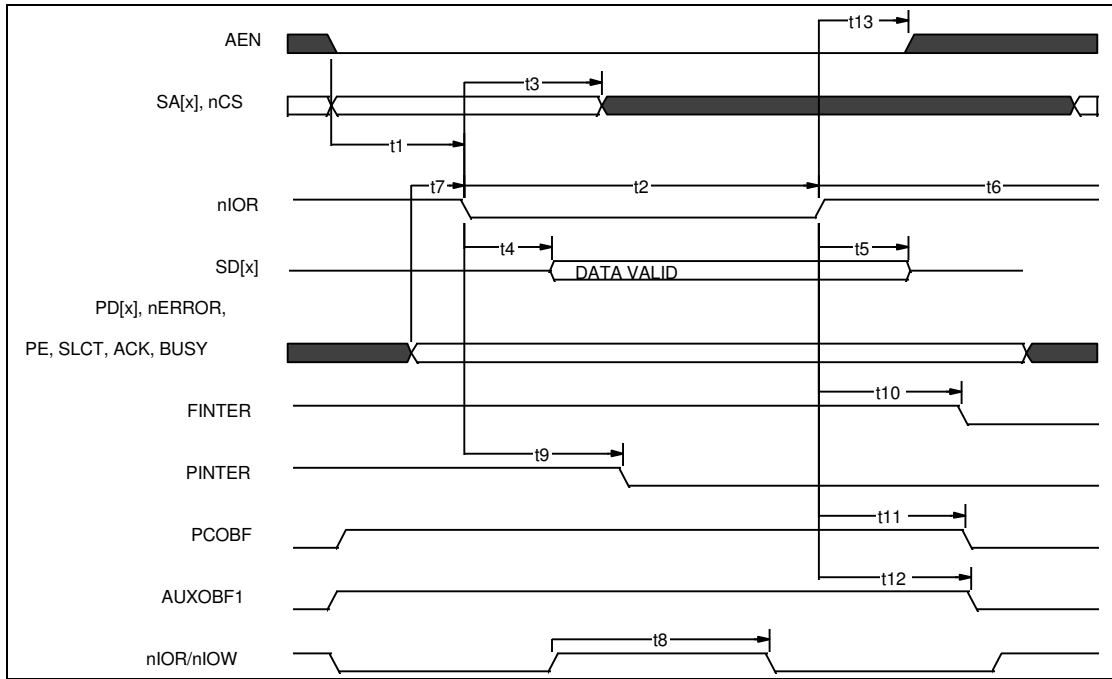 AEN
t13
t3
SA[x], nCS
t1
t7
t2
t6
nIOR
t4
t5
SD[x]
DATA VALID
PD[x], nERROR,
PE, SLCT, ACK, BUSY
t10
FINTER
t9
PINTER
t11
PCOBF
t12
AUXOBF1
t8
nIOR/nIOW